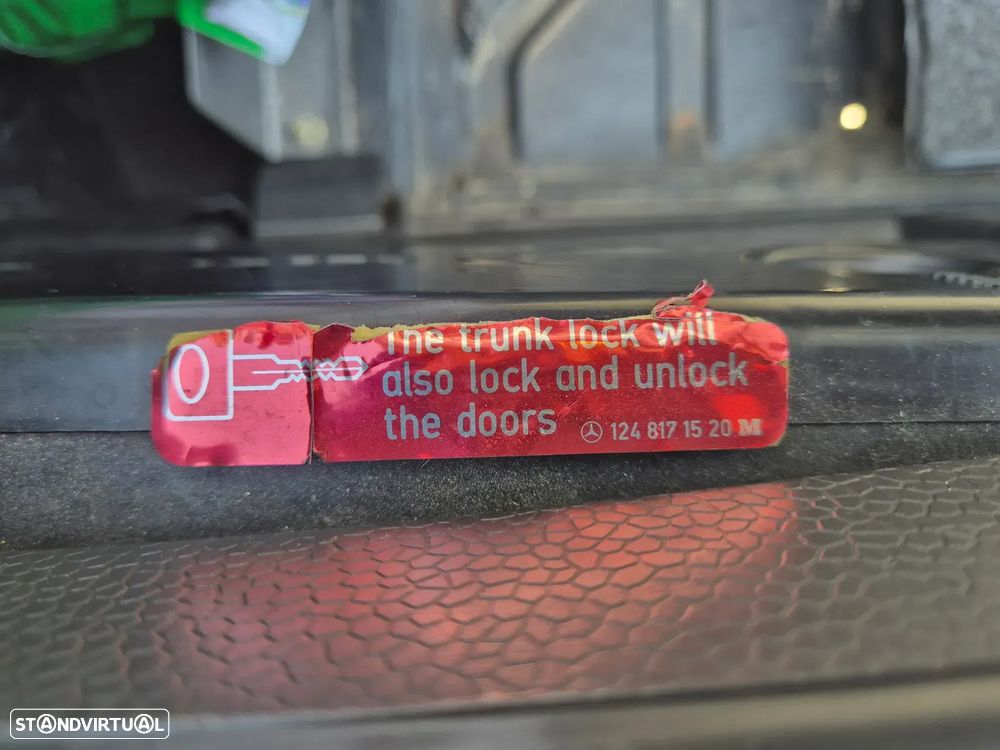 The trunk lock will
also lock and unlock
the doors
124 817 15 20 M
STANDVIRTUAL